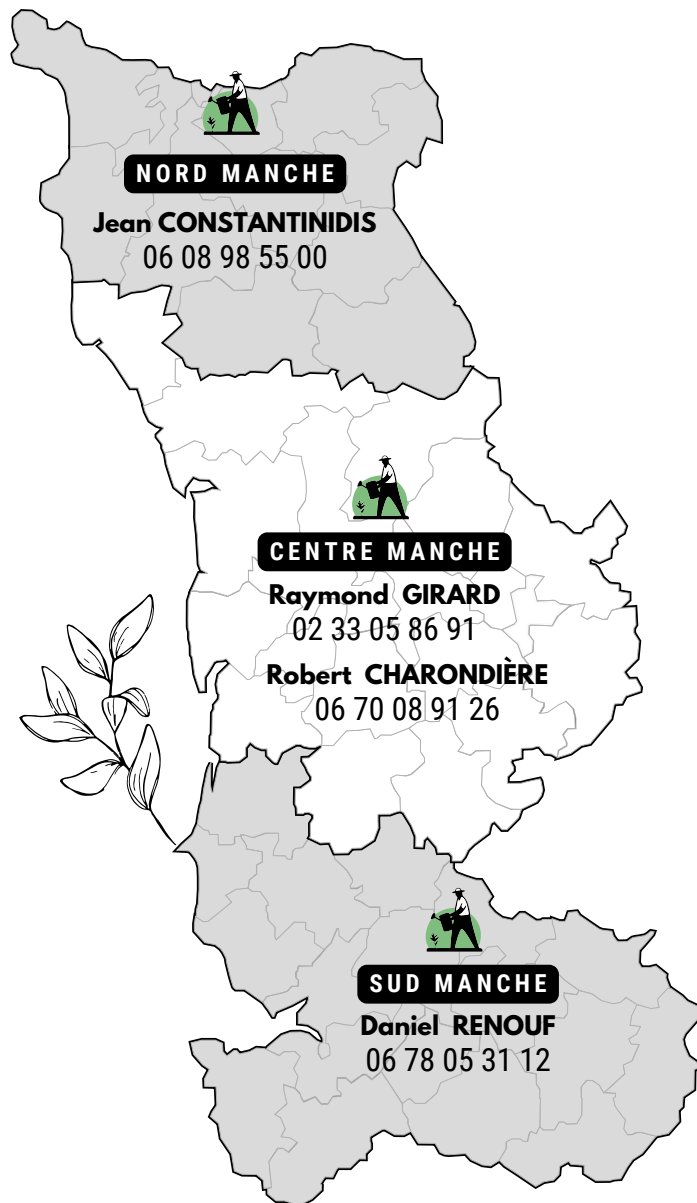 NORD MANCHE
Jean CONSTANTINIDIS
06 08 98 55 00
CENTRE MANCHE
Raymond GIRARD
02 33 05 86 91
Robert CHARONDIÈRE
06 70 08 91 26
SUD MANCHE
Daniel RENOUF
06 78 05 31 12